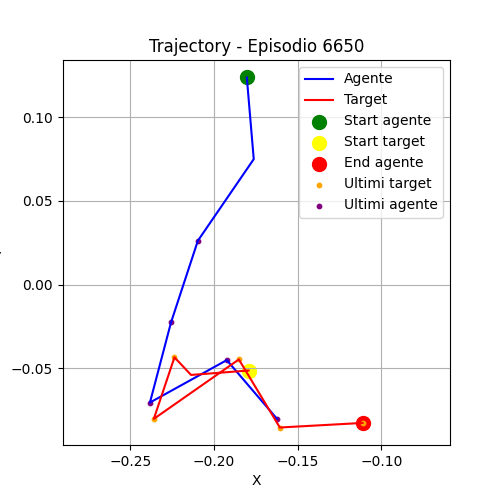 Trajectory - Episodio 6650
Agente
Target
Start agente
Start target
End agente
Ultimi target
Ultimi agente
0.10
0.05
0.00
−0.05
−0.25
−0.20
−0.15
−0.10
X